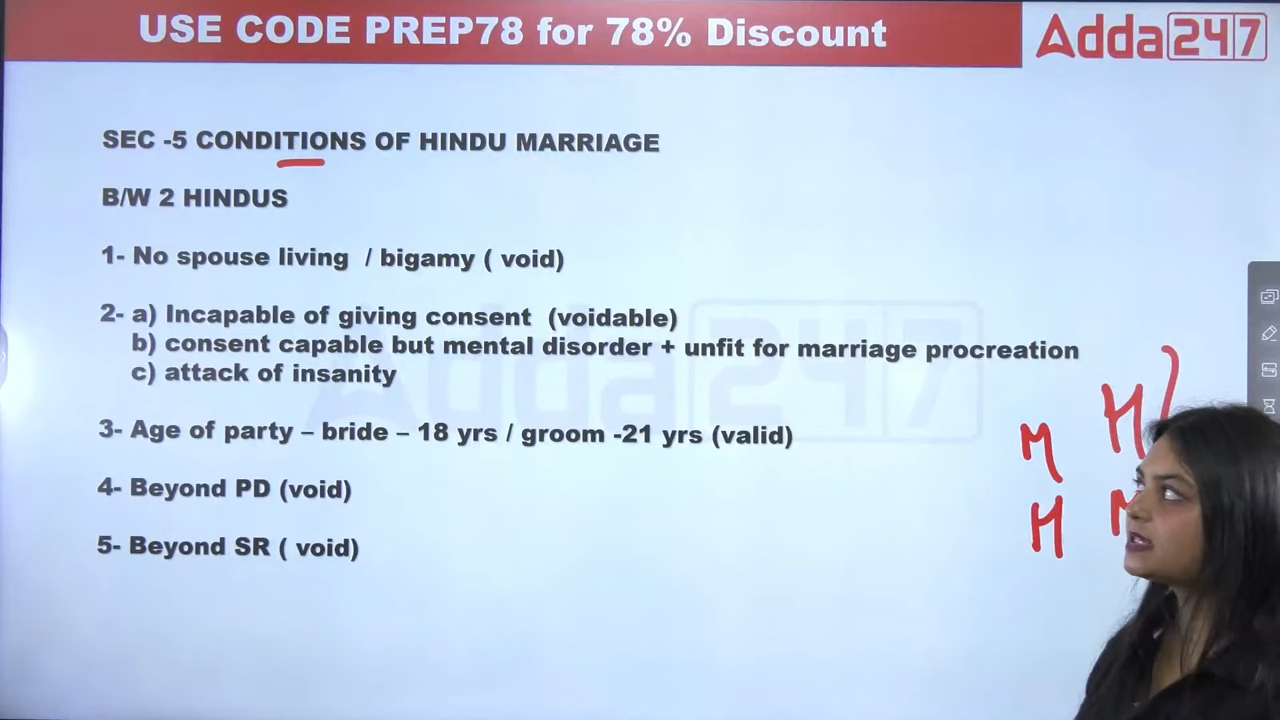 USE CODE PREP78 for 78% Discount
Adda247
SEC -5 CONDITIONS OF HINDU MARRIAGE
B/W 2 HINDUS
1- No spouse living / bigamy ( void)
2- a) Incapable of giving consent (voidable)
b) consent capable but mental disorder + unfit for marriage procreation
c) attack of insanity
3- Age of party – bride – 18 yrs / groom -21 yrs (valid)
4- Beyond PD (void)
5- Beyond SR ( void)
M H
H